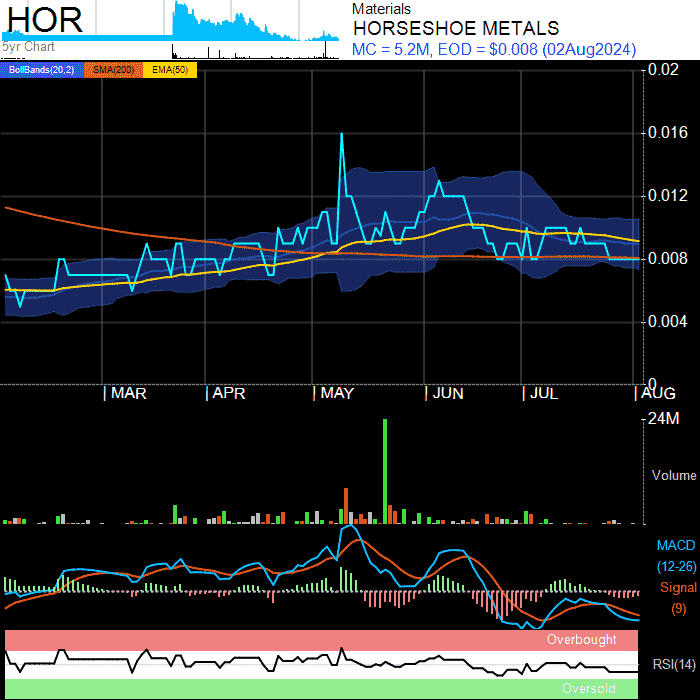 HOR
5yr Chart
Materials
HORSESHOE METALS
MC = 5.2M, EOD = $0.008 (02Aug2024)
BollBands(20,2) SMA(200) EMA(50)
0.02
0.016
0.012
0.008
0.004
0
MAR APR MAY JUN JUL AUG
24M
Volume
MACD
(12-26)
Signal
(9)
Overbought
RSI(14)
Oversold